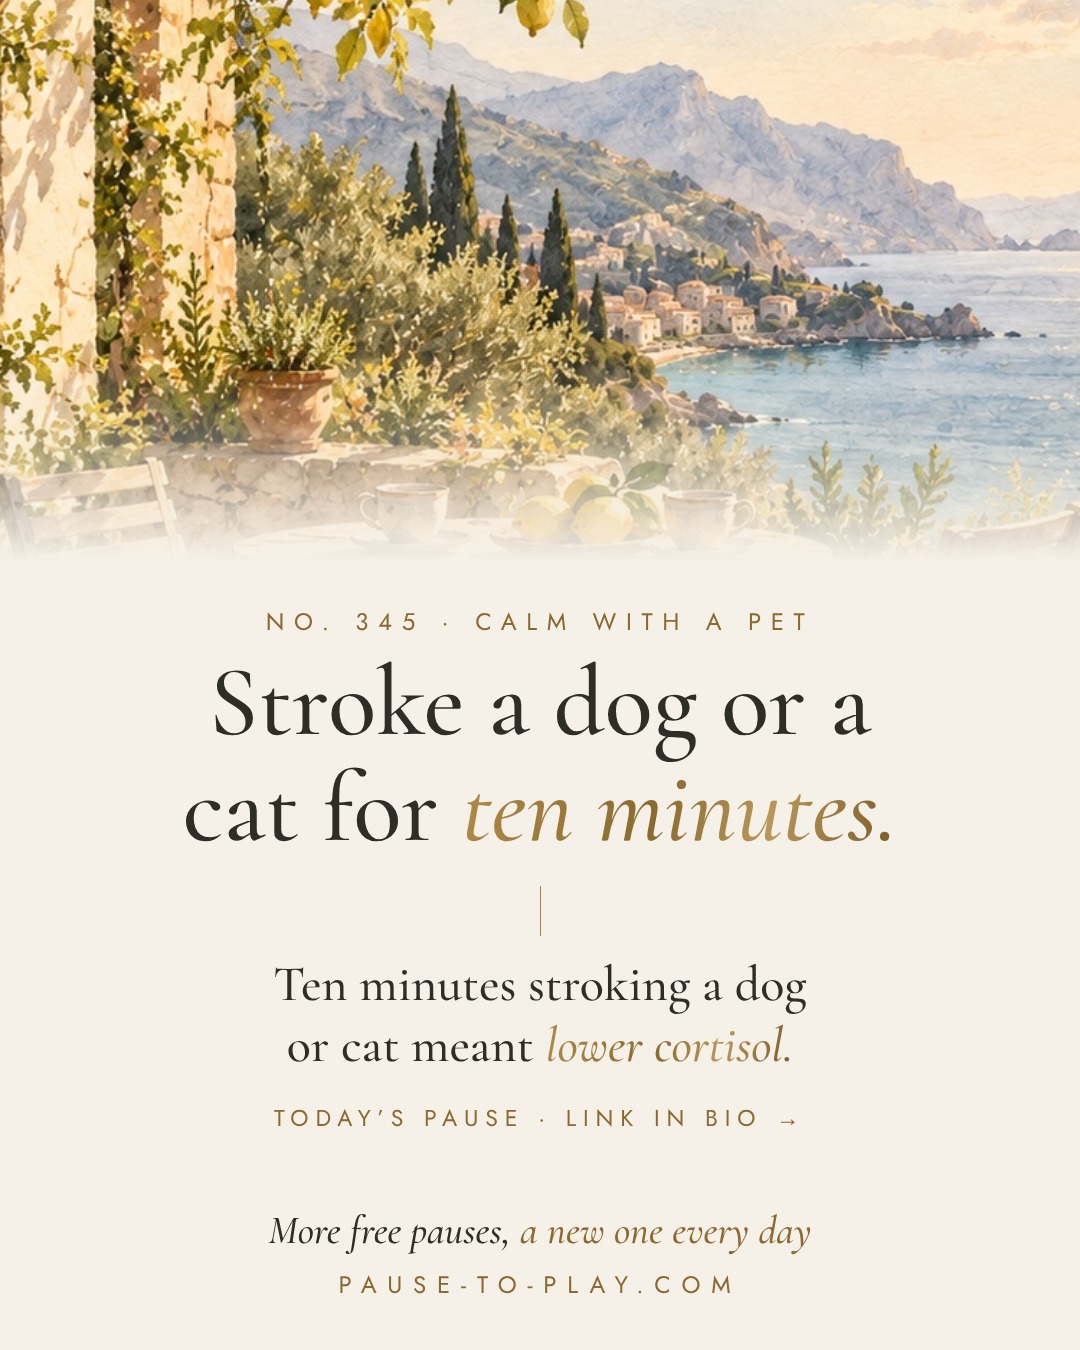 NO. 345 · CALM WITH A PET
Stroke a dog or a
cat for ten minutes.
Ten minutes stroking a dog
or cat meant lower cortisol.
TODAY’S PAUSE · LINK IN BIO →
More free pauses, a new one every day
PAUSE-TO-PLAY.COM